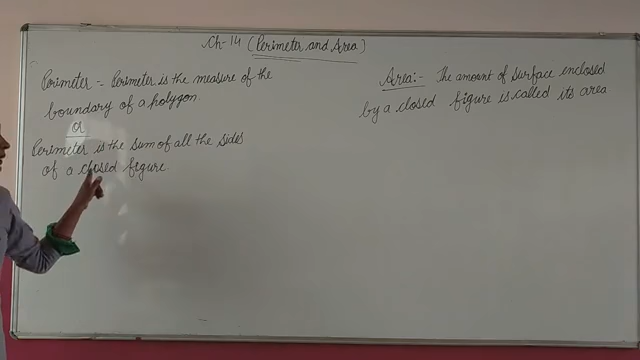 Ch-14 (Perimeter and Area)
Perimeter - Perimeter is the measure of the
boundary of a polygon.
or
Perimeter is the sum of all the sides
of a closed figure.
Area:- The amount of surface enclosed
by a closed figure is called its area